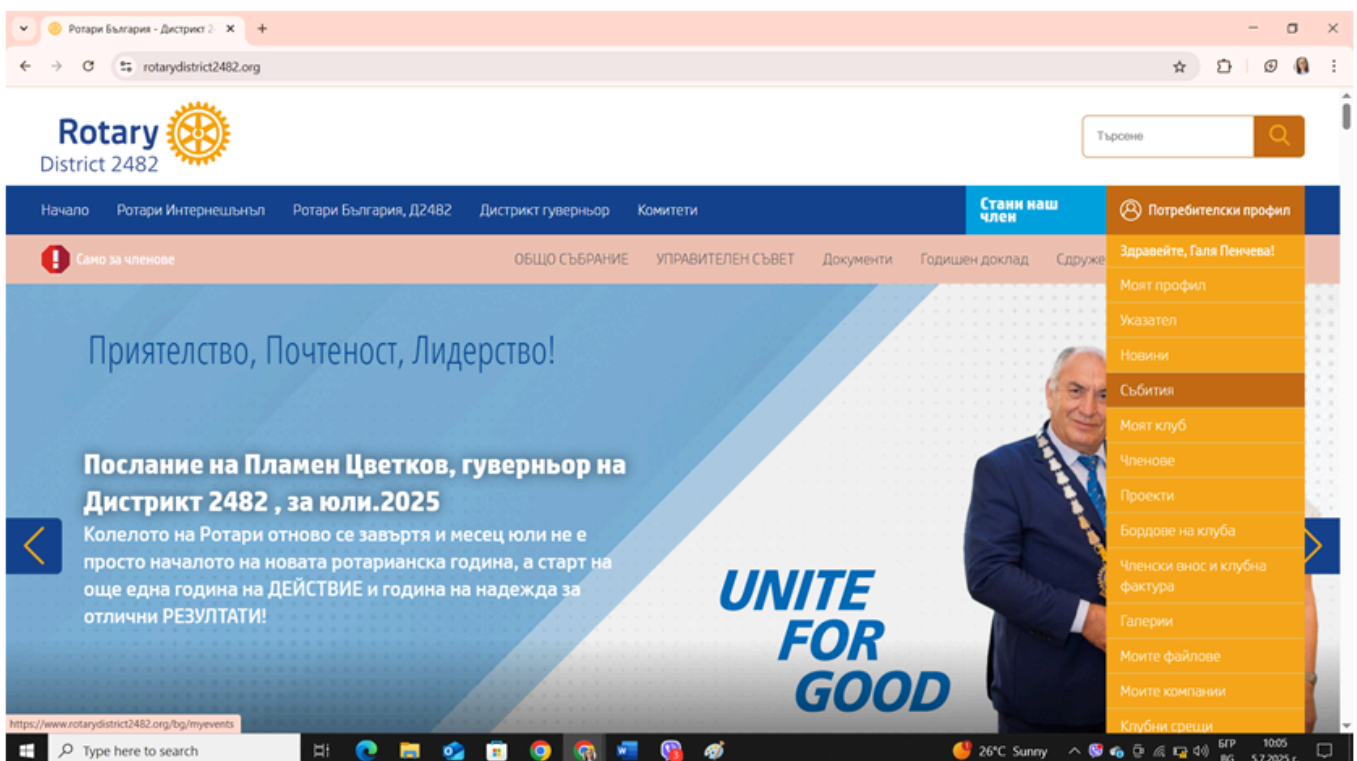 Ротари България - Дистрикт 2
rotarydistrict2482.org
Rotary
District 2482
Търсене
Начало Ротари Интернешънъл Ротари България, Д2482 Дистрикт гуверньор Комитети
Стани наш
член
Потребителски профил
Само за членове
ОБЩО СЪБРАНИЕ УПРАВИТЕЛЕН СЪВЕТ Документи Годишен доклад Сдруже
Здравейте, Галя Пенчева!
Моят профил
Указател
Новини
Събития
Моят клуб
Членове
Проекти
Бордове на клуба
Членски внос и клубна
фактура
Галерии
Моите файлове
Моите компании
Клубни срещи
Приятелство, Почтеност, Лидерство!
Послание на Пламен Цветков, гуверньор на
Дистрикт 2482 , за юли.2025
Колелото на Ротари отново се завъртя и месец юли не е
просто началото на новата ротарианска година, а старт на
още една година на ДЕЙСТВИЕ и година на надежда за
отлични РЕЗУЛТАТИ!
UNITE
FOR
GOOD
https://www.rotarydistrict2482.org/bg/myevents
Type here to search
26°C Sunny
БГР
BG
10:05
5.7.2025 г.